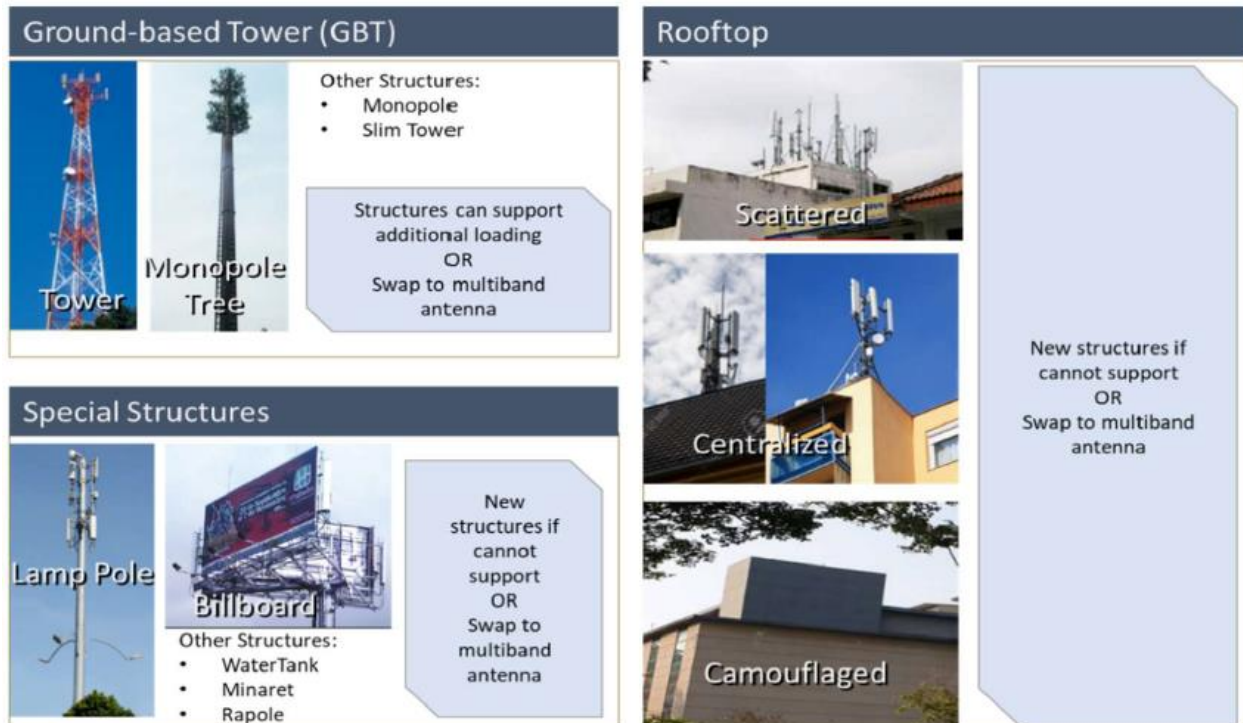 Ground-based Tower (GBT)
Tower
Monopole
Tree
Other Structures:
• Monopole
• Slim Tower
Structures can support
additional loading
OR
Swap to multiband
antenna
Special Structures
Lamp Pole
Billboard
Other Structures:
• WaterTank
• Minaret
• Rapole
New
structures if
cannot
support
OR
Swap to
multiband
antenna
Rooftop
Scattered
Centralized
Camouflaged
New structures if
cannot support
OR
Swap to multiband
antenna